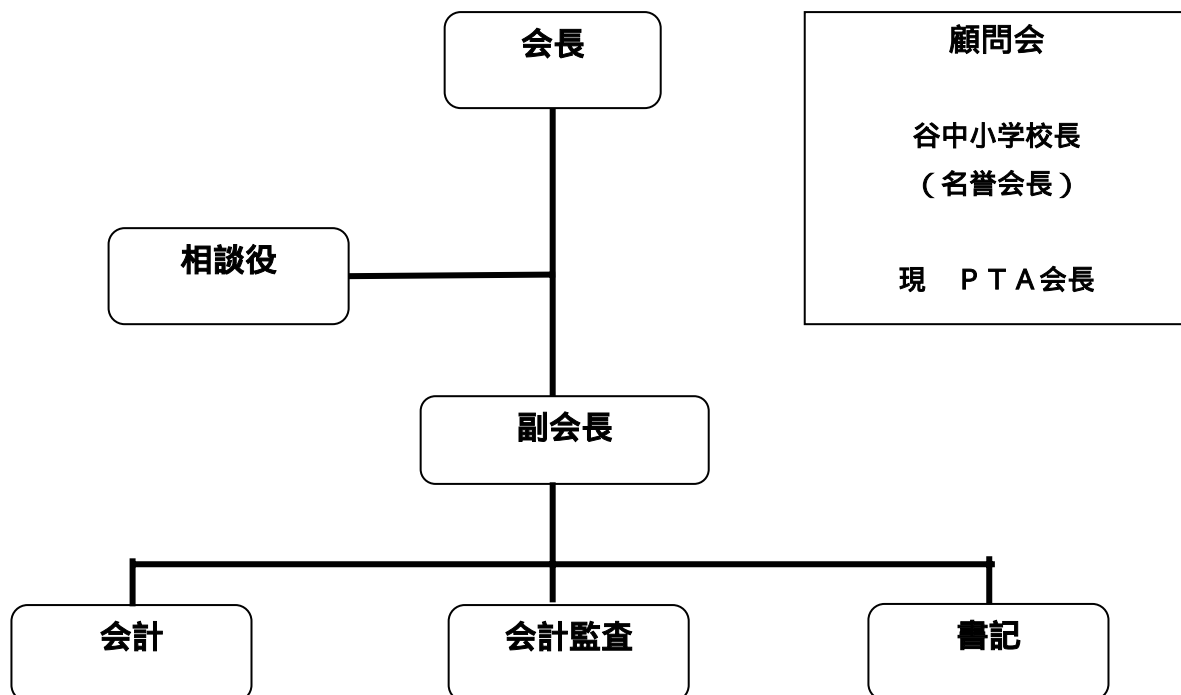 会長
顧問会
谷中小学校長
（名誉会長）
現　ＰＴＡ会長
相談役
副会長
会計
会計監査
書記